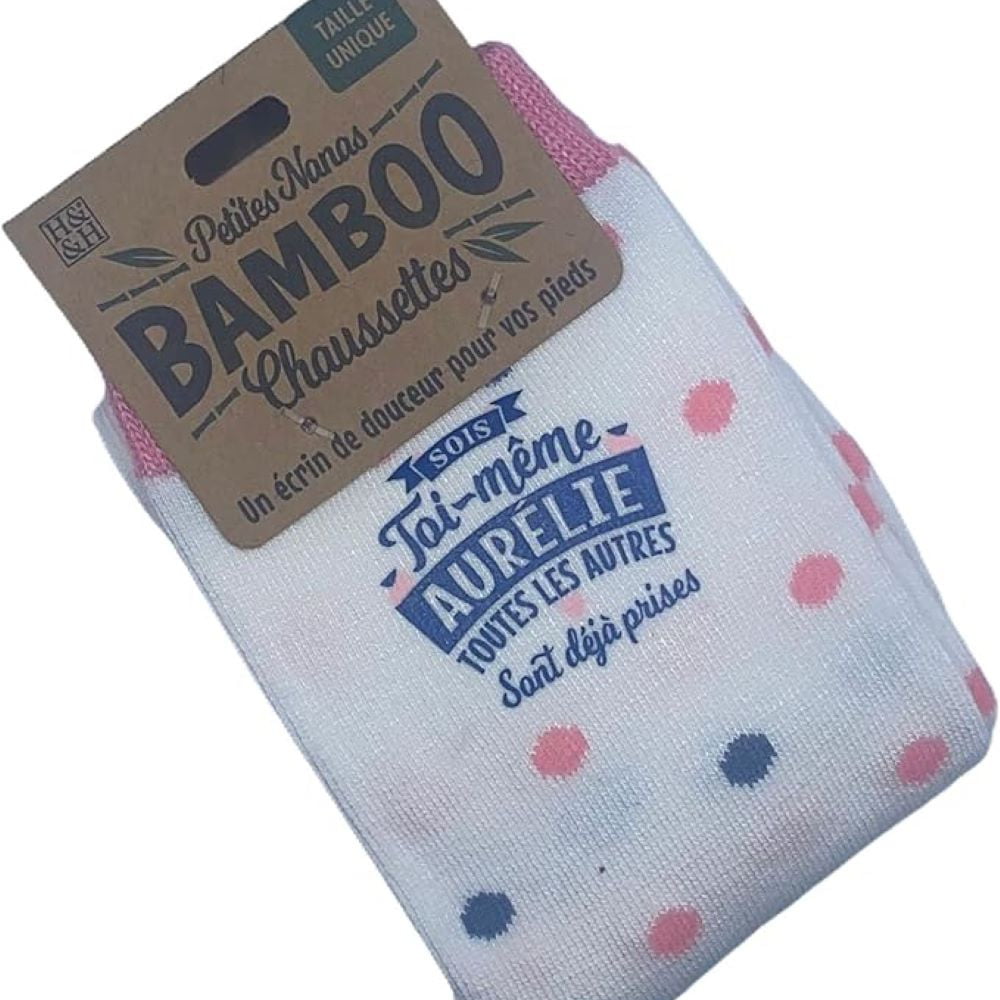 TAILLE
UNIQUE
H&
&H
Petites Nanas
BAMBOO
Chaussettes
Un écrin de douceur pour vos pieds
SOIS
Toi-même
AURÉLIE
TOUTES LES AUTRES
Sont déjà prises